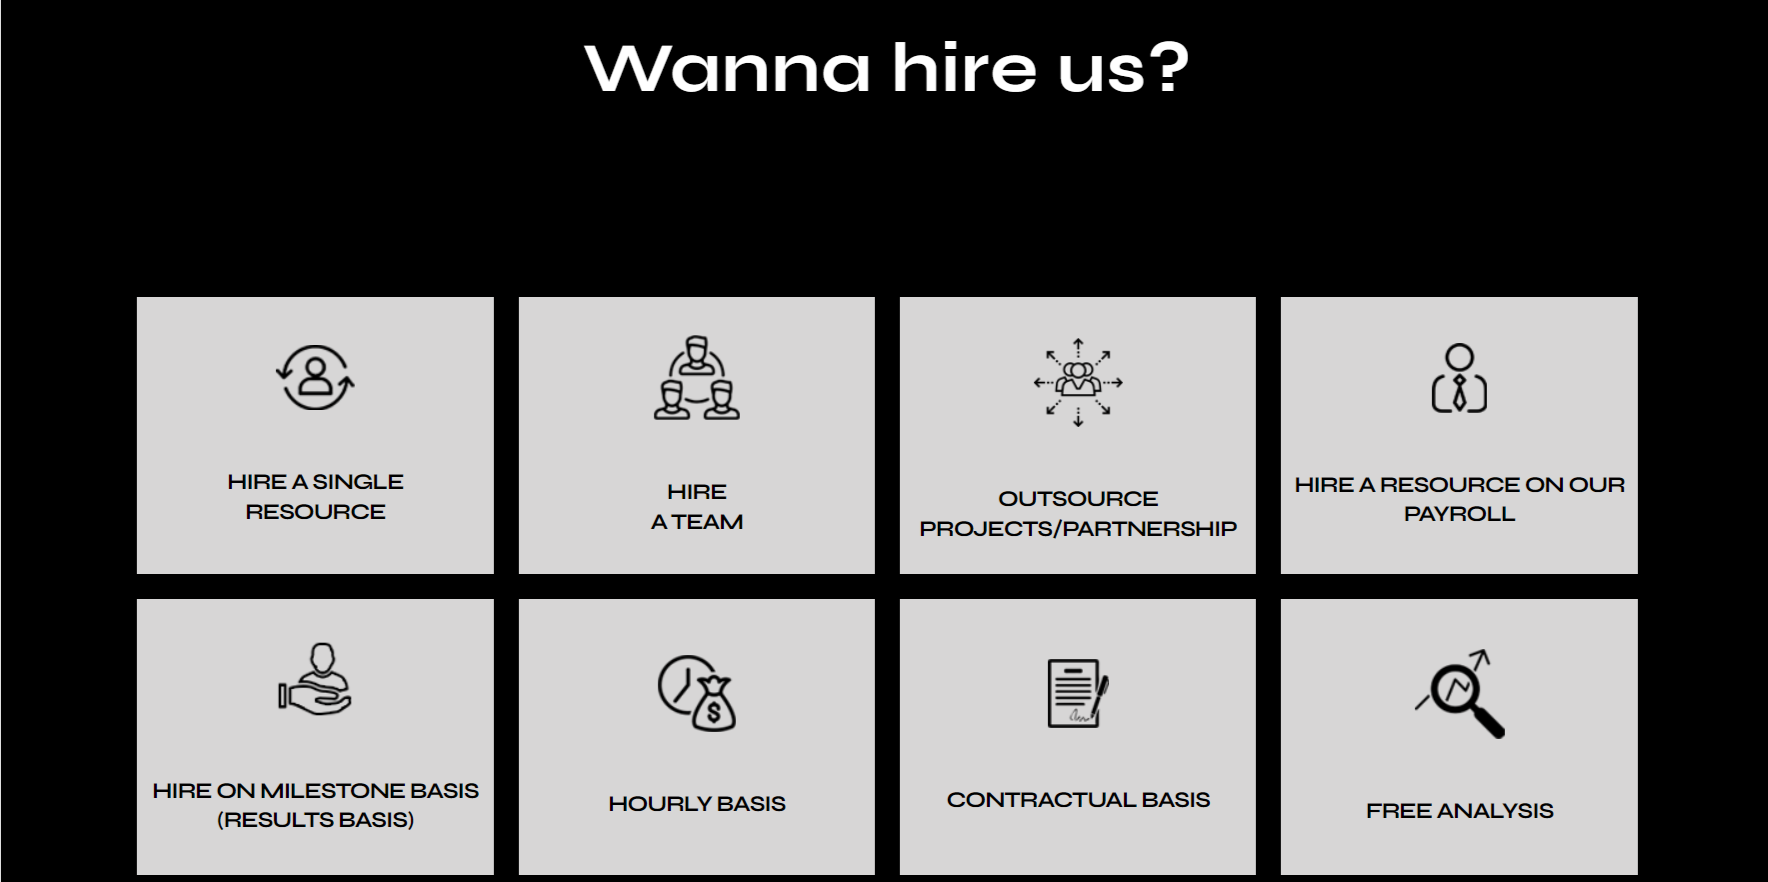 Wanna hire us?
HIRE A SINGLE
RESOURCE
HIRE
A TEAM
OUTSOURCE
PROJECTS/PARTNERSHIP
HIRE A RESOURCE ON OUR
PAYROLL
HIRE ON MILESTONE BASIS
(RESULTS BASIS)
$
HOURLY BASIS
CONTRACTUAL BASIS
FREE ANALYSIS